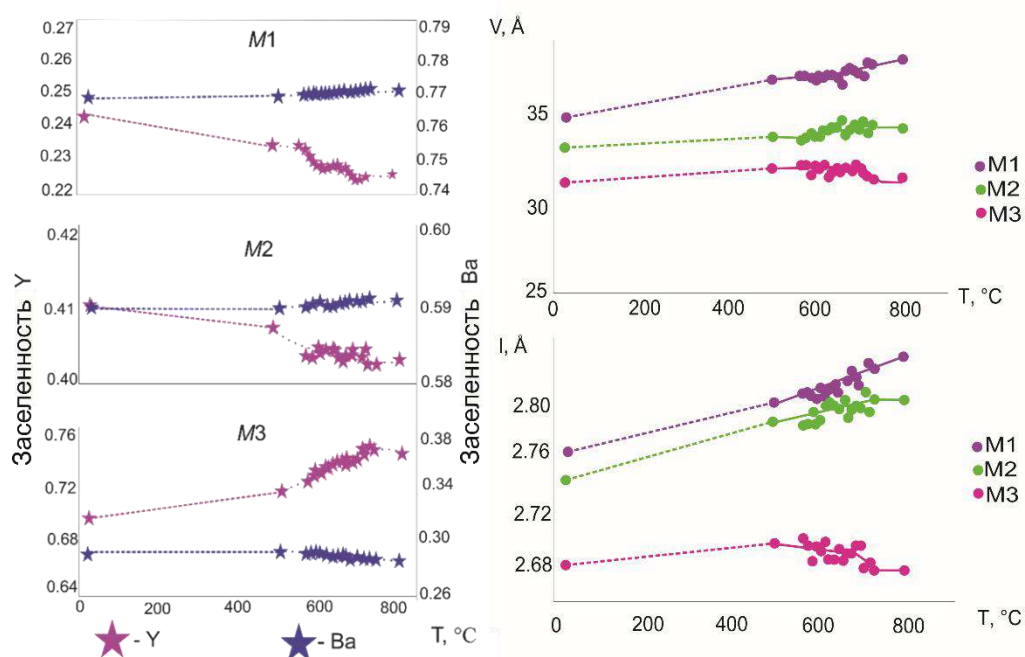 M1
0.27
0.26
0.25
0.24
0.23
0.22
0.79
0.78
0.77
0.76
0.75
0.74
M2
0.42
0.41
0.40
0.60
0.59
0.58
Заселенность Y
Заселенность Ba
M3
0.76
0.72
0.68
0.64
0.38
0.34
0.30
0.26
0 200 400 600 800
T, °C
- Y
- Ba
V, Å
35
30
25
0 200 400 600 800 T, °C
M1
M2
M3
l, Å
2.80
2.76
2.72
2.68
0 200 400 600 800
T, °C
M1
M2
M3